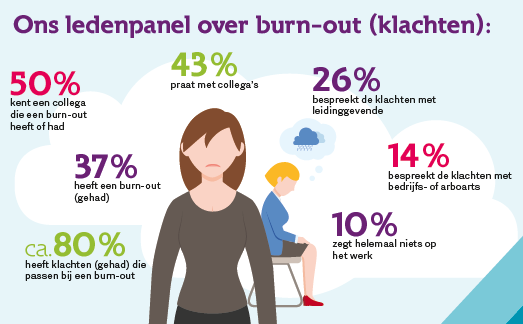 Ons ledenpanel over burn-out (klachten):
50%
kent een collega
die een burn-out
heeft of had
43%
praat met collega's
26%
bespreekt de klachten met
leidinggevende
37%
heeft een burn-out
(gehad)
14%
bespreekt de klachten met
bedrijfs- of arboarts
ca.80%
heeft klachten (gehad) die
passen bij een burn-out
10%
zegt helemaal niets op
het werk